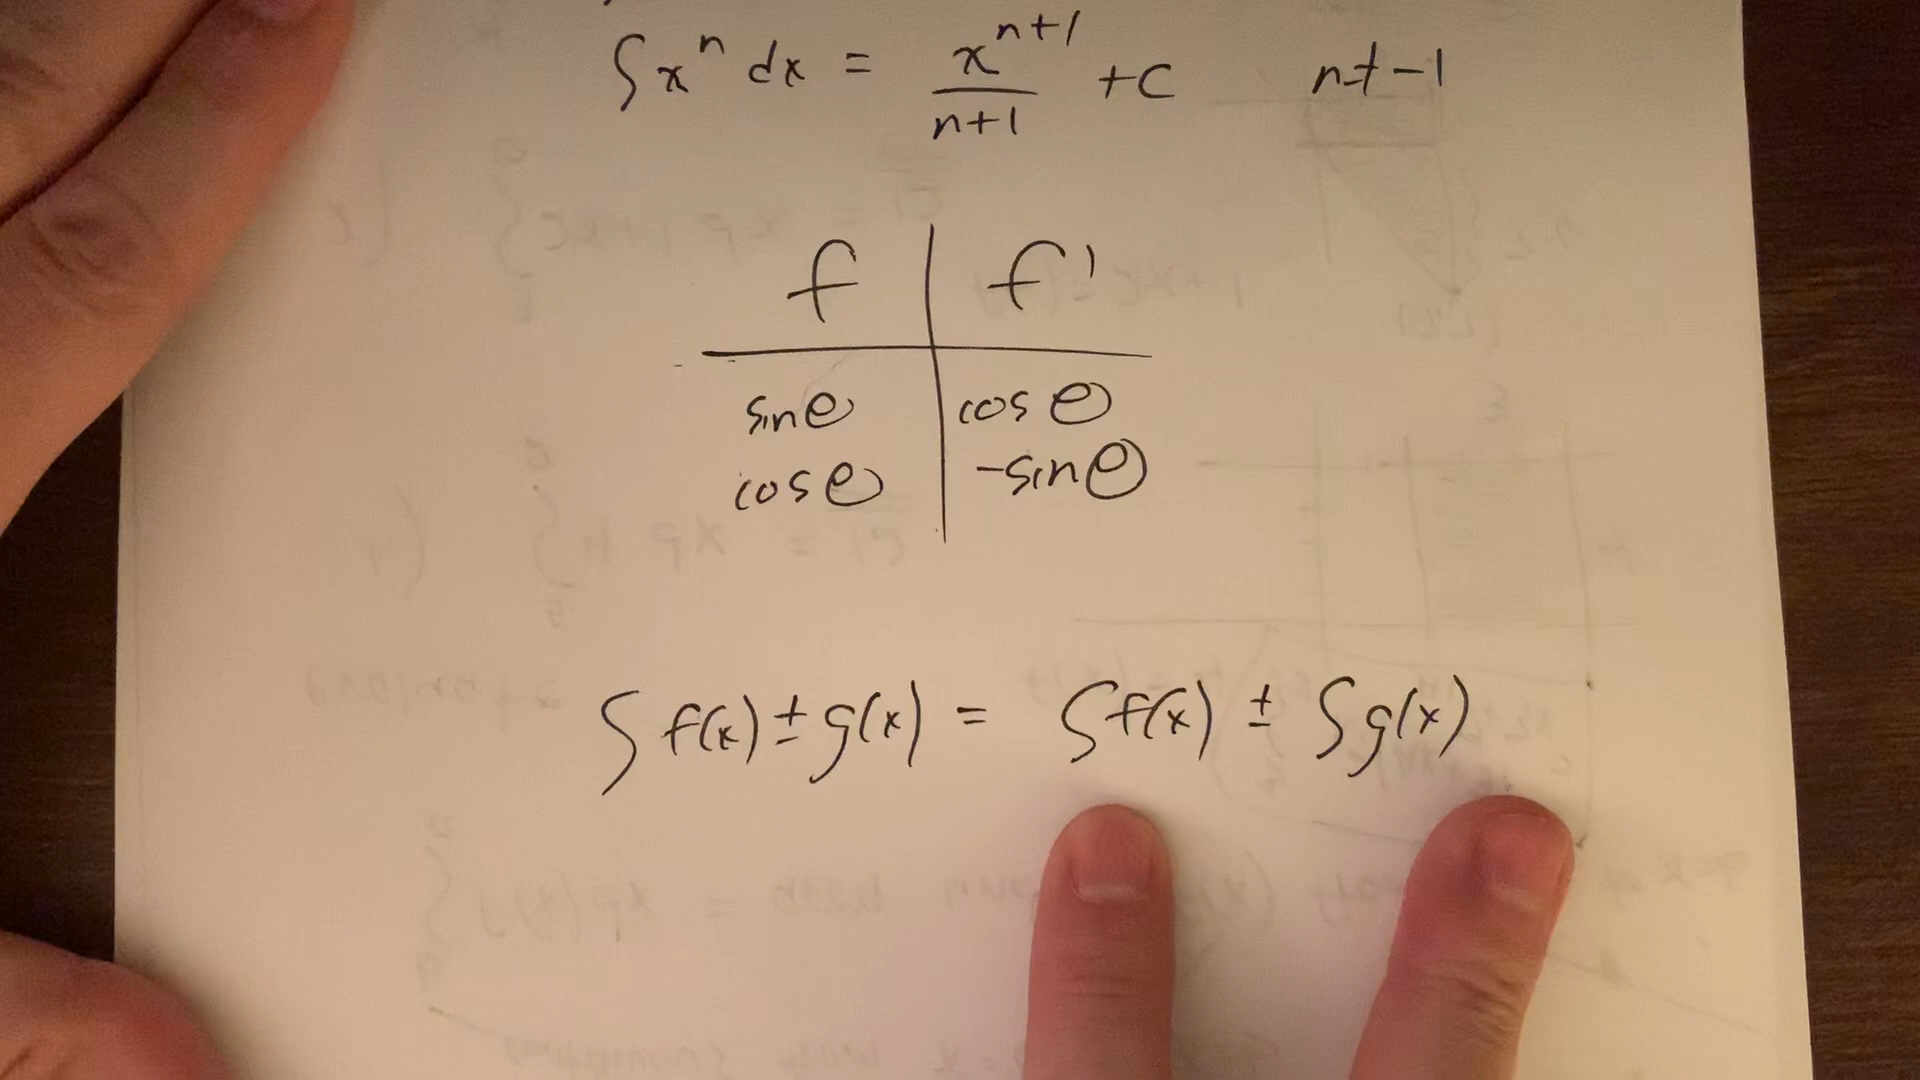 ∫xⁿ dx = xⁿ⁺¹/n+1 + C n≠-1
f | f'
sinθ | cosθ
cosθ | -sinθ
∫f(x) ± g(x) = ∫f(x) ± ∫g(x)